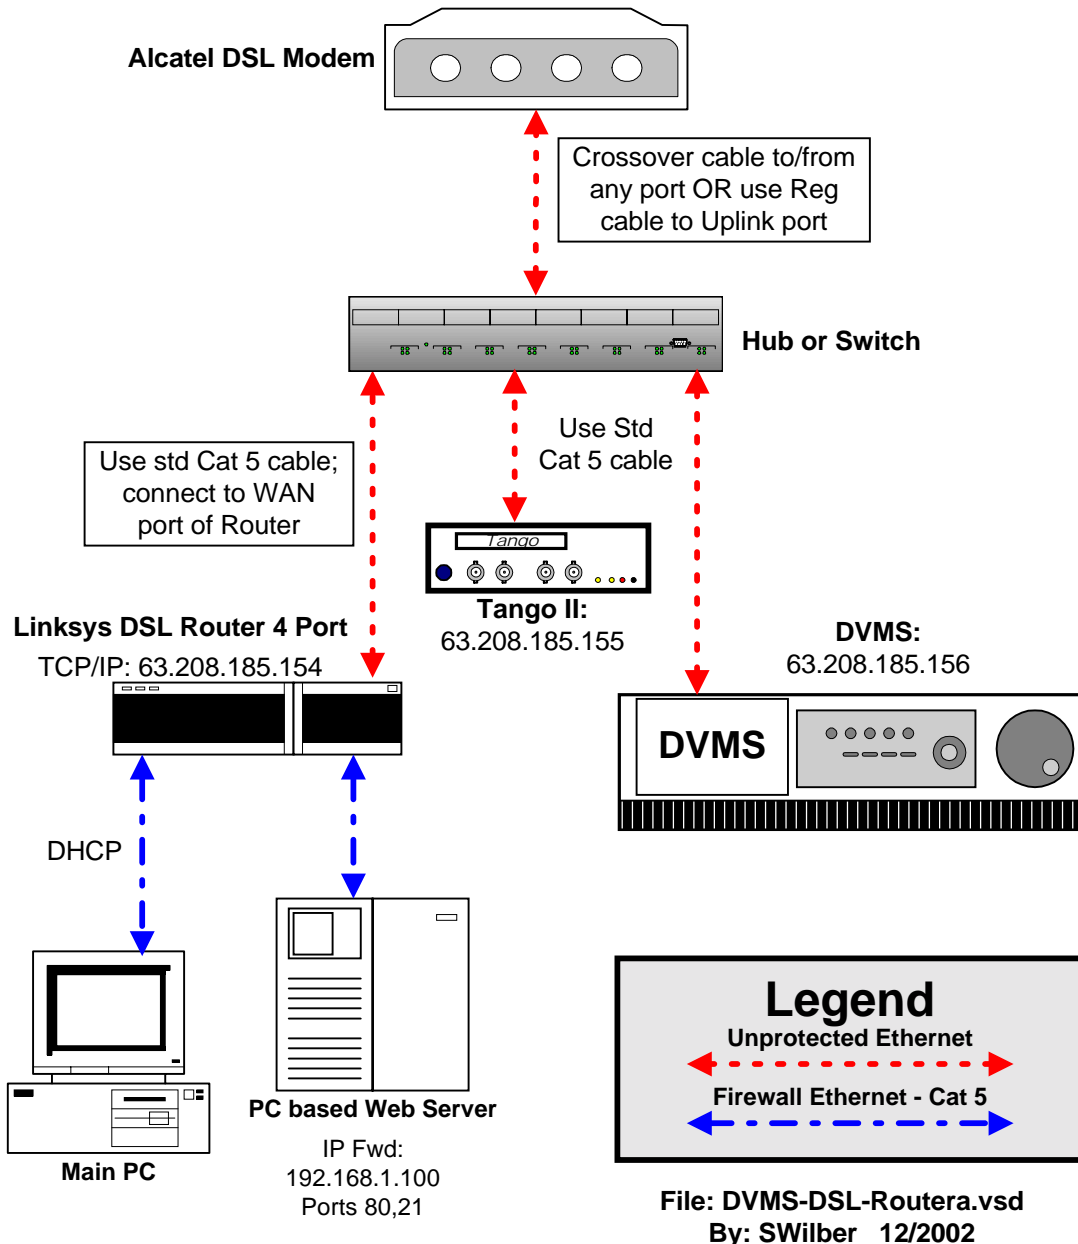 Alcatel DSL Modem
Crossover cable to/from
any port OR use Reg
cable to Uplink port
Hub or Switch
Use std Cat 5 cable;
connect to WAN
port of Router
Use Std
Cat 5 cable
Tango
Tango II:
63.208.185.155
Linksys DSL Router 4 Port
TCP/IP: 63.208.185.154
DVMS:
63.208.185.156
DVMS
DHCP
Main PC
PC based Web Server
IP Fwd:
192.168.1.100
Ports 80,21
Legend
Unprotected Ethernet
Firewall Ethernet - Cat 5
File: DVMS-DSL-Routera.vsd
By: SWilber 12/2002